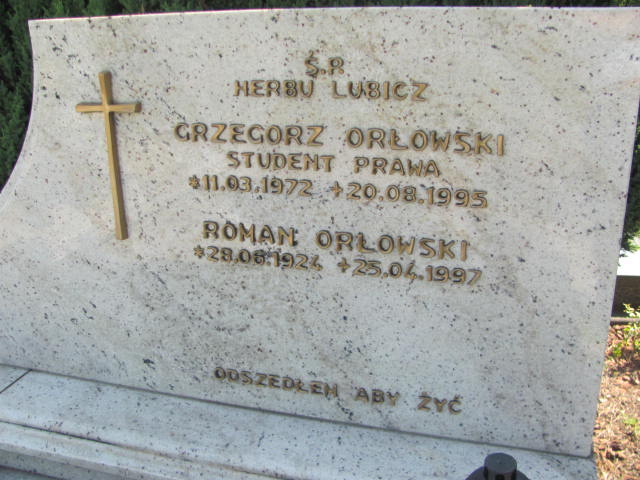 Ś.P.
HERBU LUBICZ
GRZEGORZ ORŁOWSKI
STUDENT PRAWA
*11.03.1972 +20.08.1995
ROMAN ORŁOWSKI
*28.06.1924 +25.04.1997
ODSZEDŁEM ABY ŻYĆ